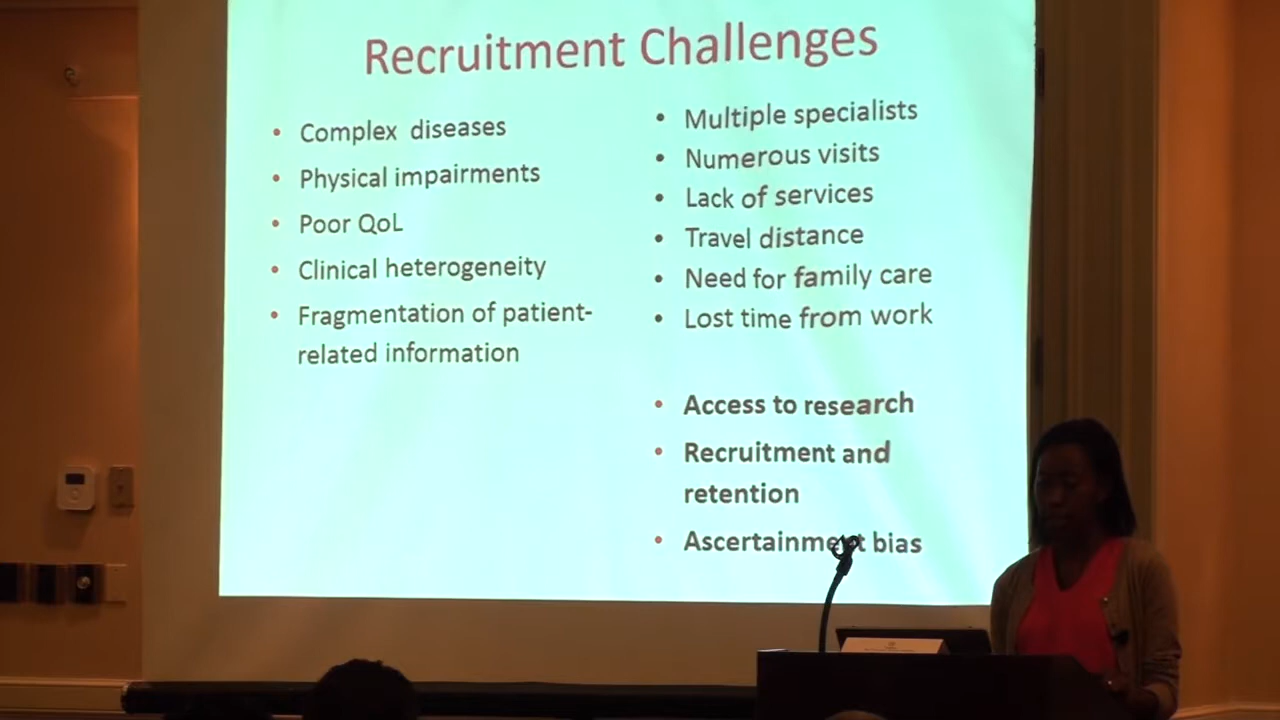 Recruitment Challenges
• Complex diseases
• Physical impairments
• Poor QoL
• Clinical heterogeneity
• Fragmentation of patient-
related information
• Multiple specialists
• Numerous visits
• Lack of services
• Travel distance
• Need for family care
• Lost time from work
• Access to research
• Recruitment and
retention
• Ascertainment bias